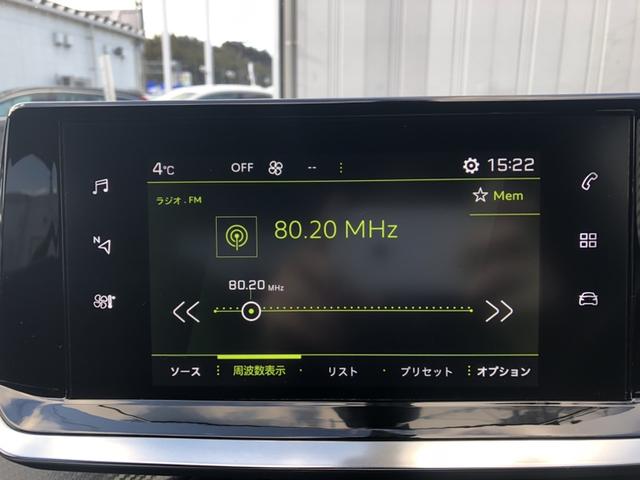 4℃ OFF -- 15:22
ラジオ.FM
Mem
80.20 MHz
N
80.20 MHz
ソース 周波数表示 リスト プリセット オプション